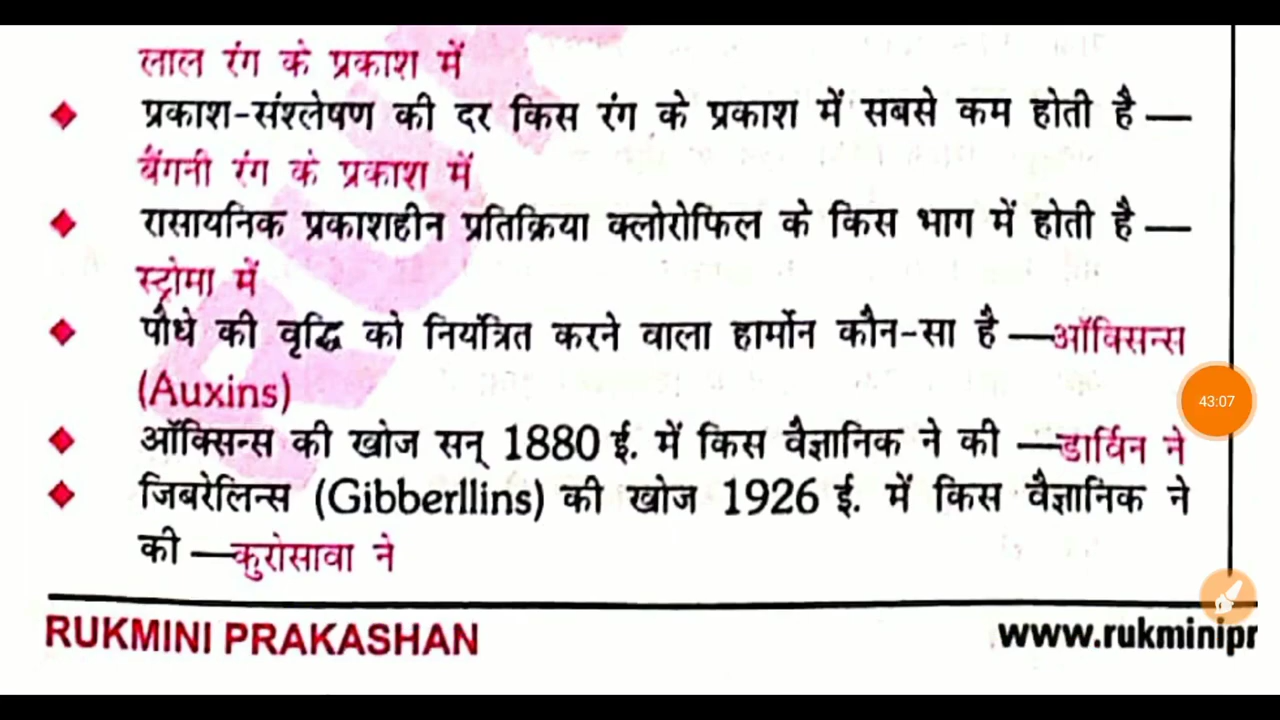 लाल रंग के प्रकाश में
प्रकाश-संश्लेषण की दर किस रंग के प्रकाश में सबसे कम होती है —
बैंगनी रंग के प्रकाश में
रासायनिक प्रकाशहीन प्रतिक्रिया क्लोरोफिल के किस भाग में होती है —
स्ट्रोमा में
पौधे की वृद्धि को नियंत्रित करने वाला हार्मोन कौन-सा है —ऑक्सिन्स
(Auxins)
43:07
ऑक्सिन्स की खोज सन् 1880 ई. में किस वैज्ञानिक ने की —डार्विन ने
जिबरेलिन्स (Gibberllins) की खोज 1926 ई. में किस वैज्ञानिक ने
की —कुरोसावा ने
RUKMINI PRAKASHAN
www.rukminipr